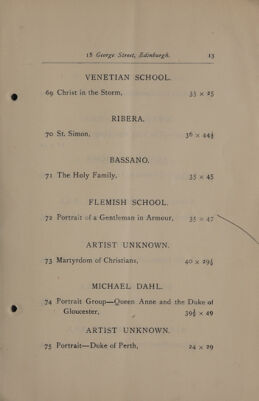 18 George Street, Edinburgh. 13
VENETIAN SCHOOL.
69 Christ in the Storm, 33 × 25
RIBERA.
70 St. Simon, 36 × 44½
BASSANO.
71 The Holy Family, 35 × 45
FLEMISH SCHOOL.
72 Portrait of a Gentleman in Armour, 35 × 47
ARTIST UNKNOWN.
73 Martyrdom of Christians, 40 × 29½
MICHAEL DAHL.
74 Portrait Group—Queen Anne and the Duke of
Gloucester, 39½ × 49
ARTIST UNKNOWN.
75 Portrait—Duke of Perth, 24 × 29